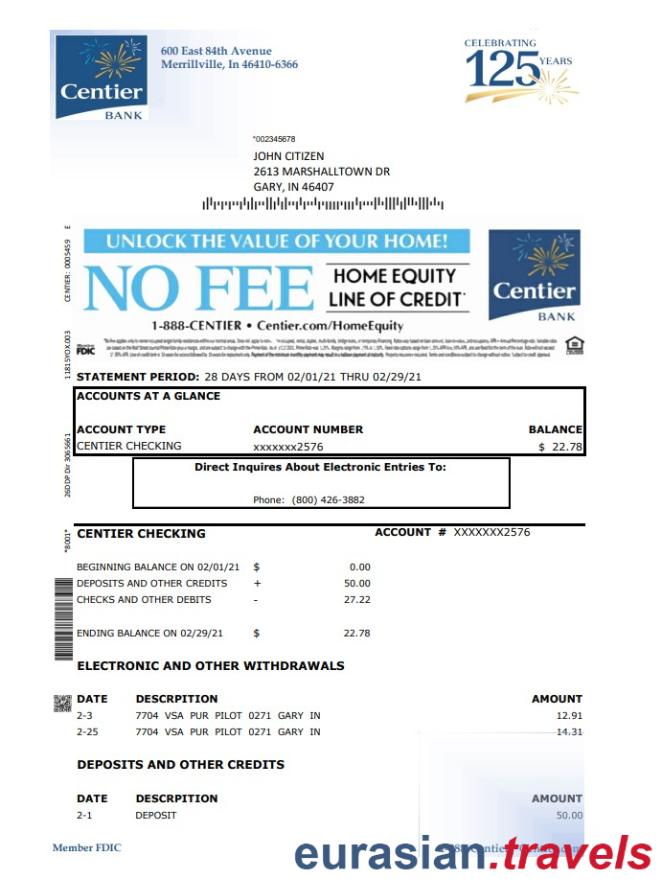 Centier
BANK
600 East 84th Avenue
Merrillville, In 46410-6366
CELEBRATING
125 YEARS
*002345678
JOHN CITIZEN
2613 MARSHALLTOWN DR
GARY, IN 46407
CENTIER: 0005459 E
UNLOCK THE VALUE OF YOUR HOME!
NO FEE
HOME EQUITY
LINE OF CREDIT*
Centier
BANK
1-888-CENTIER • Centier.com/HomeEquity
Member
FDIC
STATEMENT PERIOD: 28 DAYS FROM 02/01/21 THRU 02/29/21
ACCOUNTS AT A GLANCE
ACCOUNT TYPE ACCOUNT NUMBER BALANCE
CENTIER CHECKING xxxxxxx2576 $ 22.78
Direct Inquires About Electronic Entries To:
Phone: (800) 426-3882
26DDP Dir 3065661
*8001*
CENTIER CHECKING ACCOUNT # XXXXXXX2576
BEGINNING BALANCE ON 02/01/21 $ 0.00
DEPOSITS AND OTHER CREDITS + 50.00
CHECKS AND OTHER DEBITS - 27.22
ENDING BALANCE ON 02/29/21 $ 22.78
ELECTRONIC AND OTHER WITHDRAWALS
DATE DESCRPITION AMOUNT
2-3 7704 VSA PUR PILOT 0271 GARY IN 12.91
2-25 7704 VSA PUR PILOT 0271 GARY IN 14.31
DEPOSITS AND OTHER CREDITS
DATE DESCRPITION AMOUNT
2-1 DEPOSIT 50.00
Member FDIC
eurasian.travels